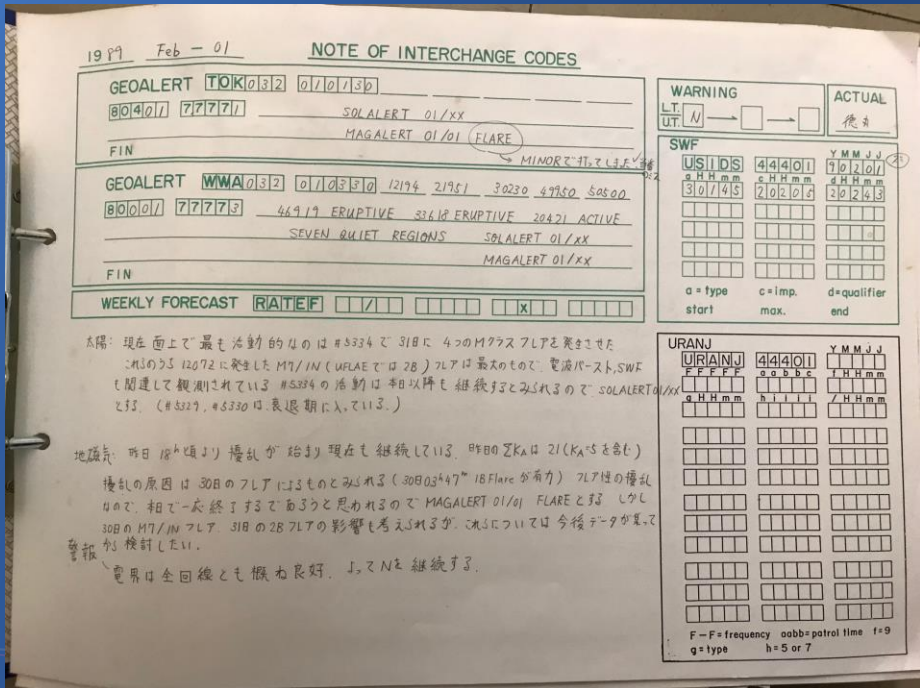 1989 Feb - 01
NOTE OF INTERCHANGE CODES
GEOALERT TOK032 010130
80401 77771 SOLALERT 01/XX
MAGALERT 01/01 FLARE
FIN
MINORで打ってしまった
GEOALERT WWA032 010330 12194 21951 30230 49950 50500
80001 77773 46919 ERUPTIVE 33618 ERUPTIVE 20421 ACTIVE
SEVEN QUIET REGIONS SOLALERT 01/XX
MAGALERT 01/XX
FIN
WEEKLY FORECAST RATEF / X
WARNING
L.T.
U.T. N
ACTUAL
SWF
Y M M J J
USIDS 44401 90201
a H H m m c H H m m d H H m m
30145 20206 20243
a = type c = imp. d = qualifier
start max. end
URANJ
Y M M J J
URANJ 44401
F F F F F a a b b c f H H m m
g H H m m h i i i i / H H m m
F - F = frequency aabb = patrol time f = 9
g = type h = 5 or 7
太陽: 現在面上で最も活動的なのは #5334で 31日に 4つのMクラスフレアを発生させた
これらのうち 1207Zに発生した M7/1N (UFLAEでは2B) フレアは最大のもので、電波バースト, SWF
も関連して観測されている #5334の活動は本日以降も継続するとみられるので SOLALERT 01/XX
とする. (#5329, #5330は衰退期に入っている.)
地磁気: 昨日 18h頃より擾乱が始まり現在も継続している. 昨日のΣKAは 21 (KA=5を含む)
擾乱の原因は30日のフレアによるものとみられる (30日03h47m 1B Flareが有力) フレア性の擾乱
なので, 本日で一応終了するであろうと思われるので MAGALERT 01/01 FLAREとする しかし
30日の M7/1N フレア. 31日の2Bフレアの影響も考えられるが, これらについては今後データが集って
から検討したい.
警報、電界は全回線とも概ね良好. よってNを継続する.